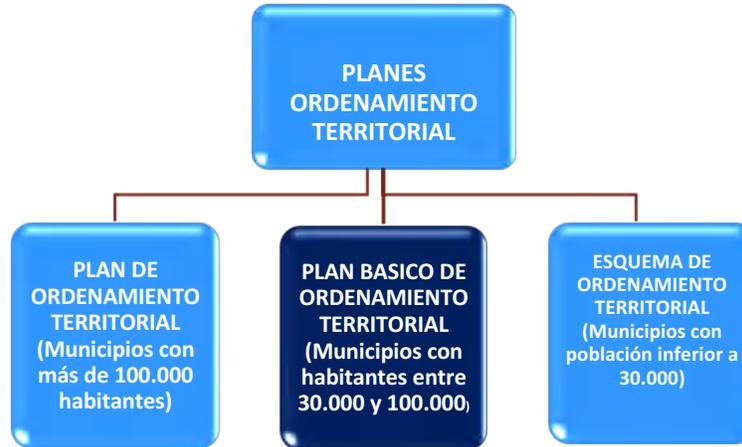 PLANES
ORDENAMIENTO
TERRITORIAL
PLAN DE
ORDENAMIENTO
TERRITORIAL
(Municipios con
más de 100.000
habitantes)
PLAN BASICO DE
ORDENAMIENTO
TERRITORIAL
(Municipios con
habitantes entre
30.000 y 100.000)
ESQUEMA DE
ORDENAMIENTO
TERRITORIAL
(Municipios con
población inferior a
30.000)